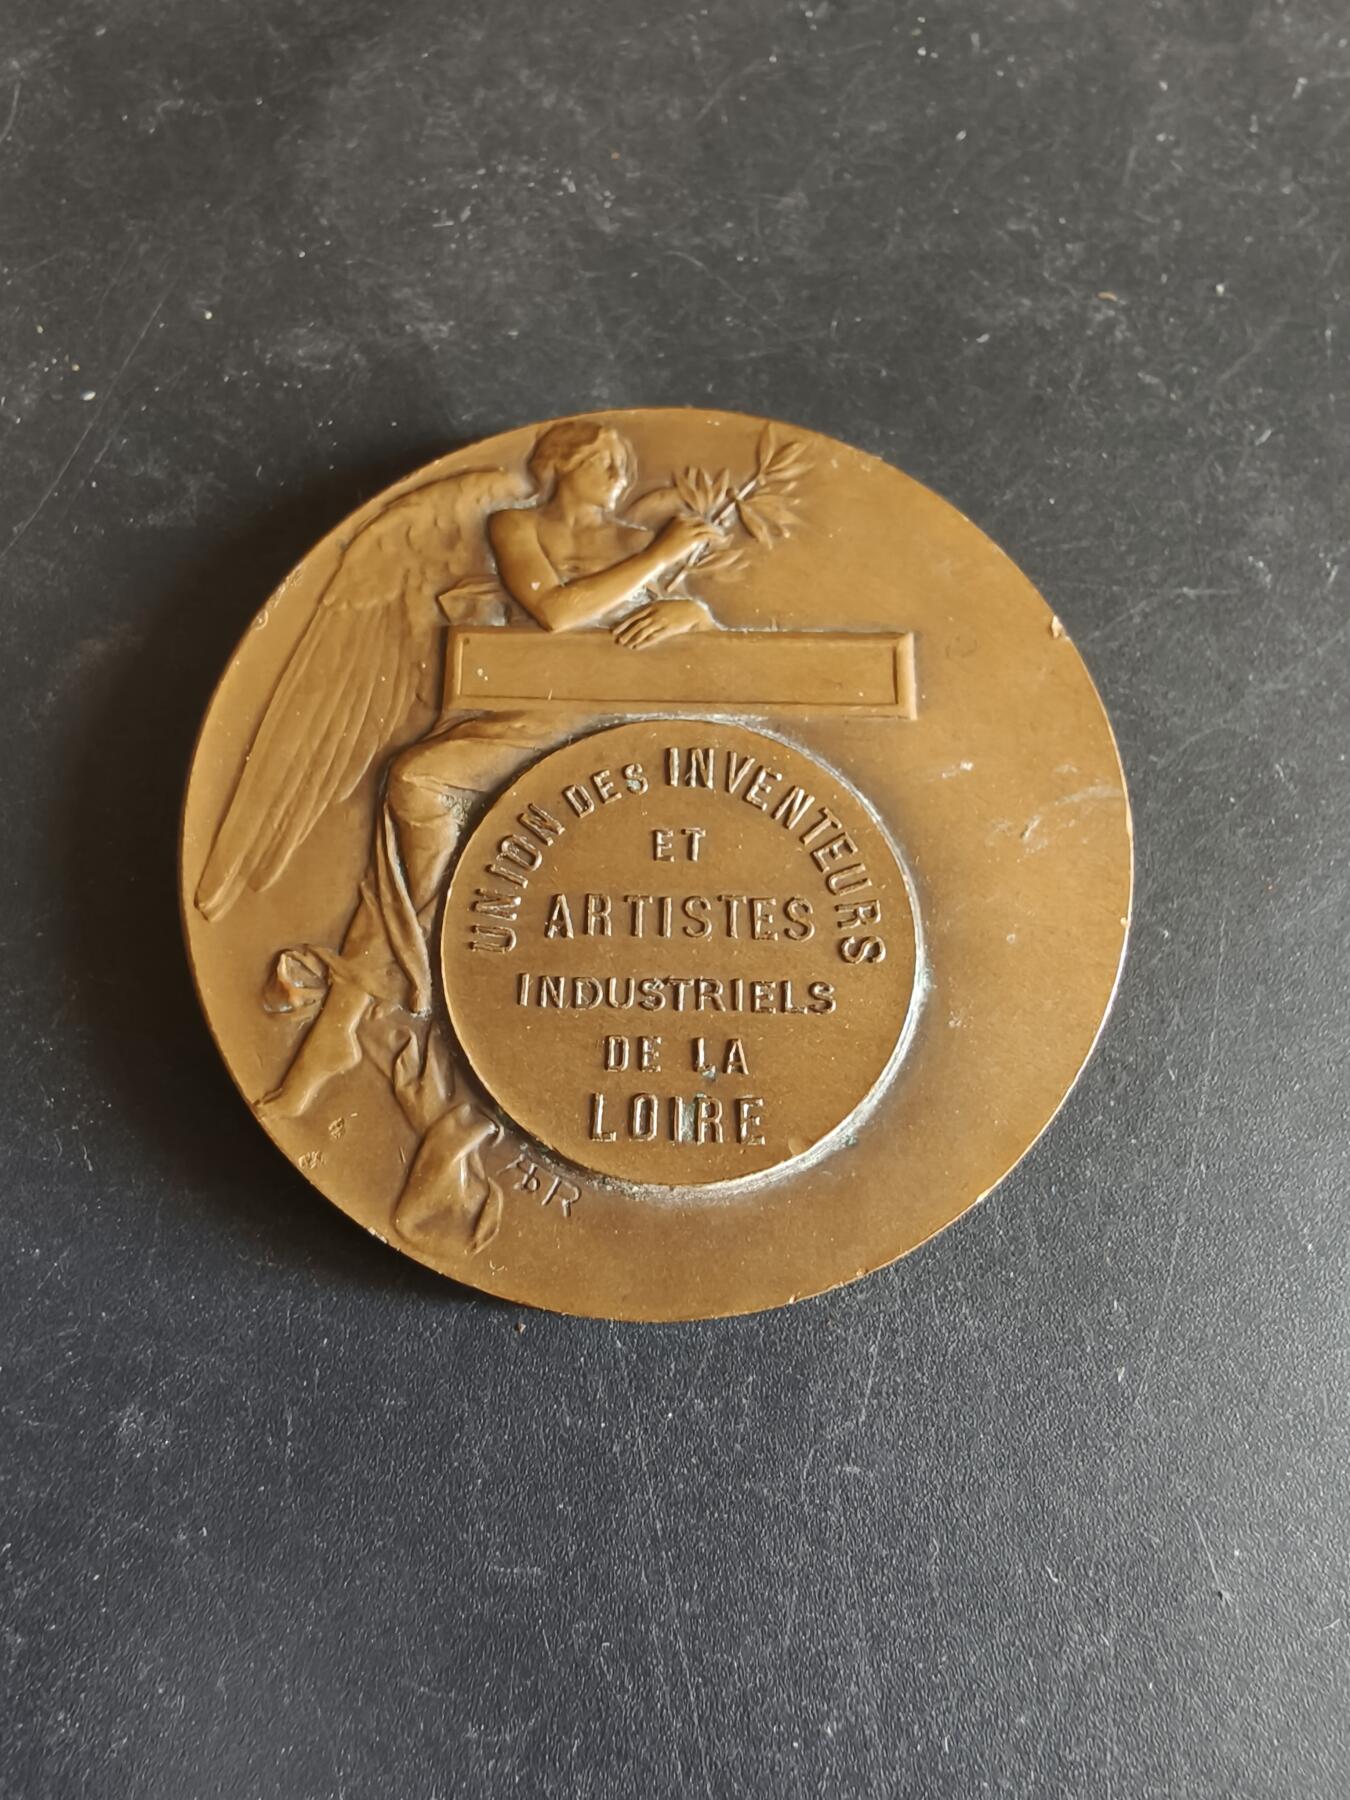 UNION DES INVENTEURS
ET
ARTISTES
INDUSTRIELS
DE LA
LOIRE